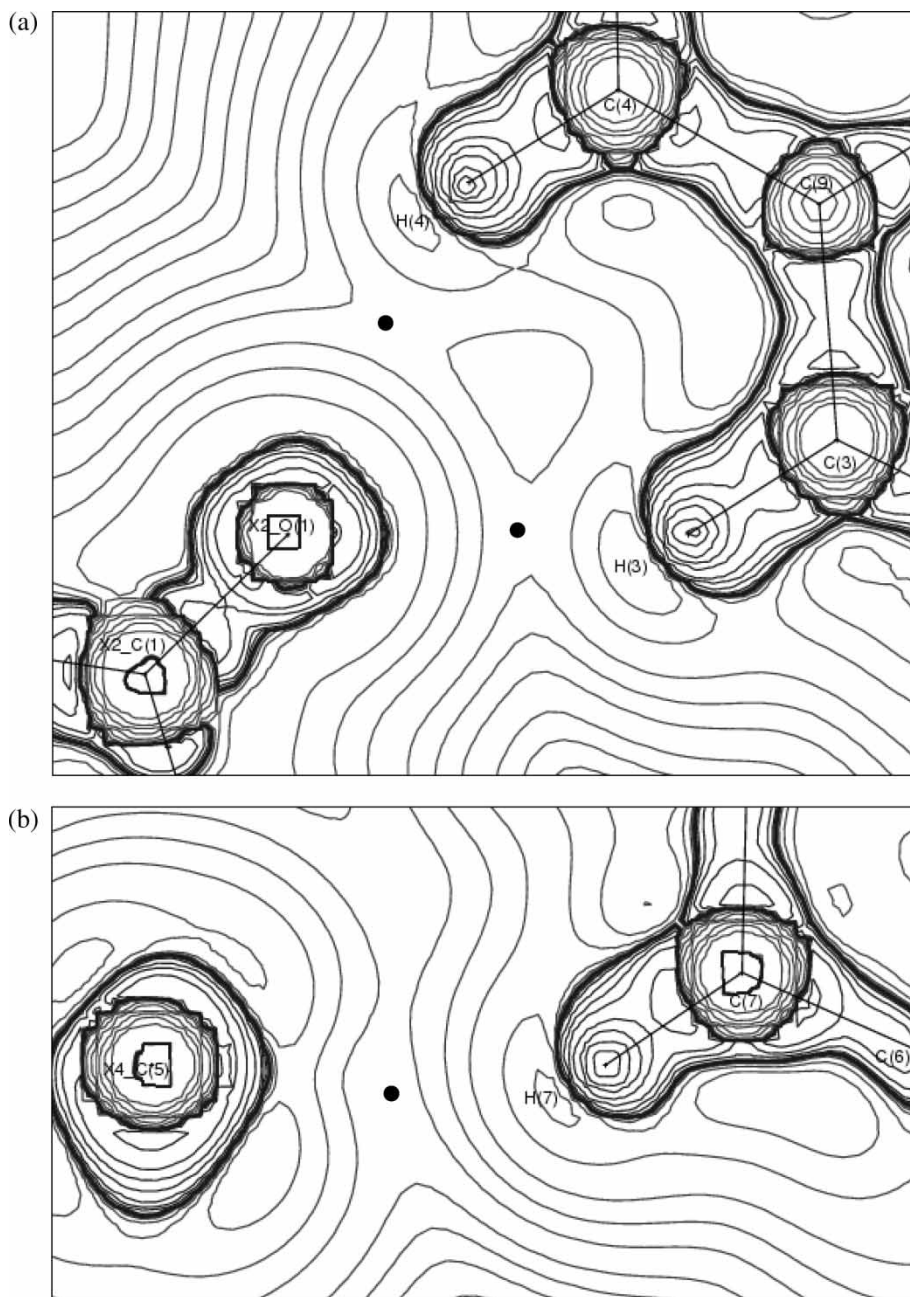 (a)
C(4)
C(9)
H(4)
C(3)
X2_O(1)
H(3)
X2_C(1)
(b)
C(7)
C(6)
X4_C(5)
H(7)